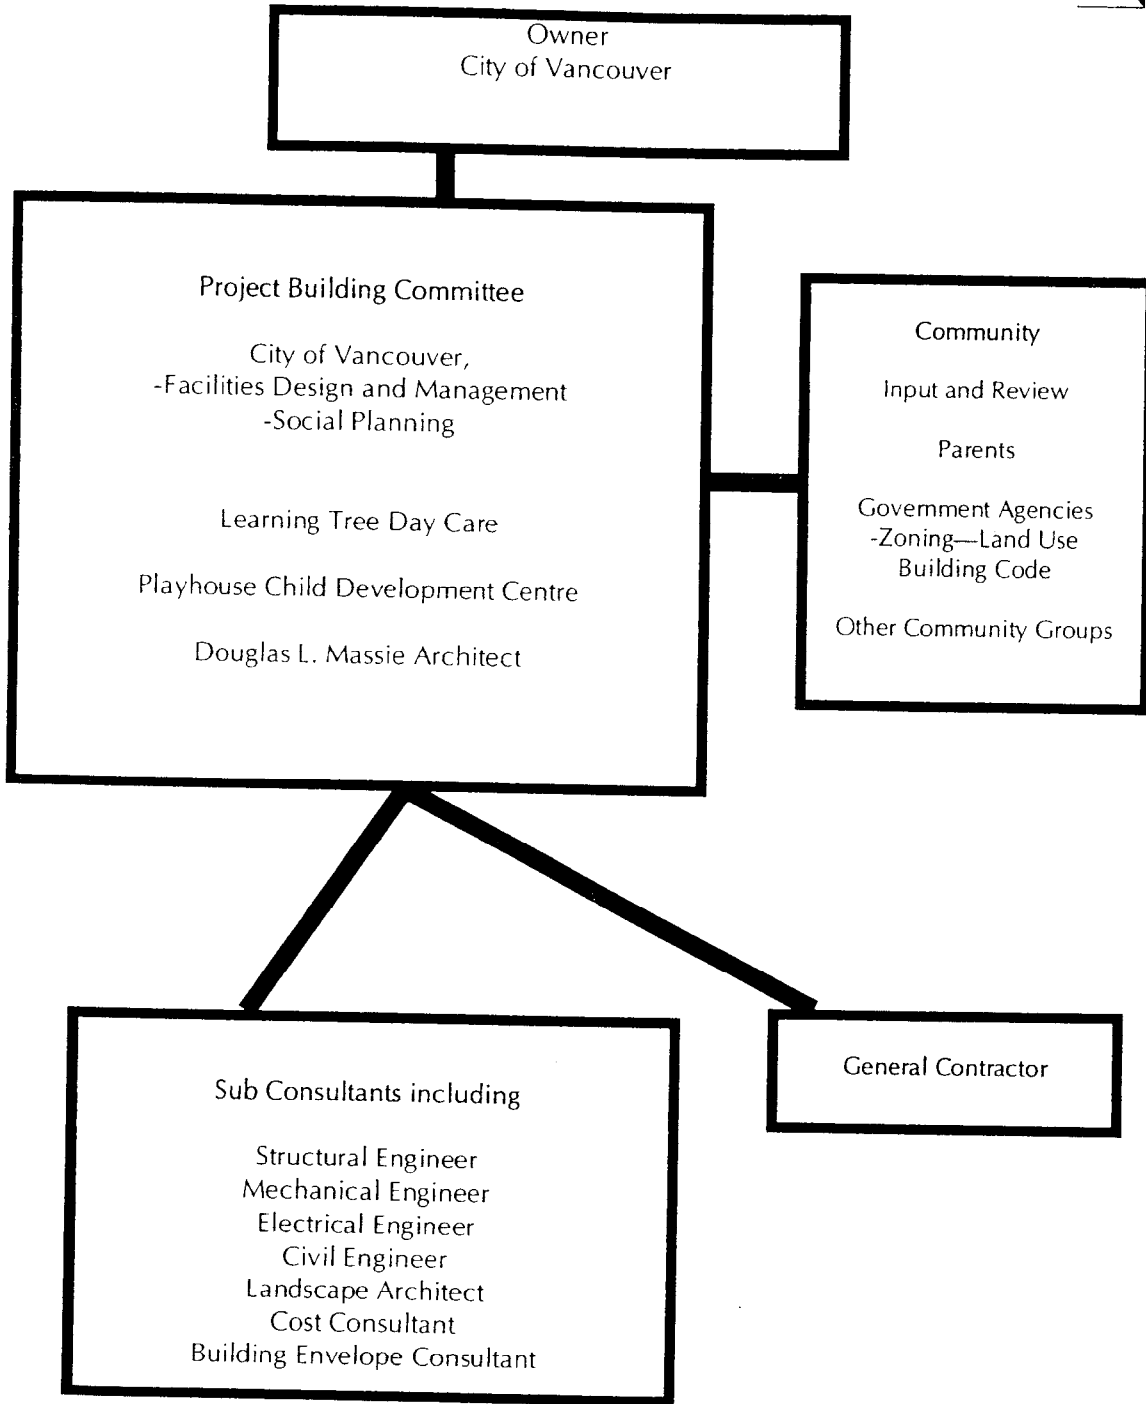 Owner
City of Vancouver
Project Building Committee
City of Vancouver,
-Facilities Design and Management
-Social Planning
Learning Tree Day Care
Playhouse Child Development Centre
Douglas L. Massie Architect
Community
Input and Review
Parents
Government Agencies
-Zoning—Land Use
Building Code
Other Community Groups
Sub Consultants including
Structural Engineer
Mechanical Engineer
Electrical Engineer
Civil Engineer
Landscape Architect
Cost Consultant
Building Envelope Consultant
General Contractor